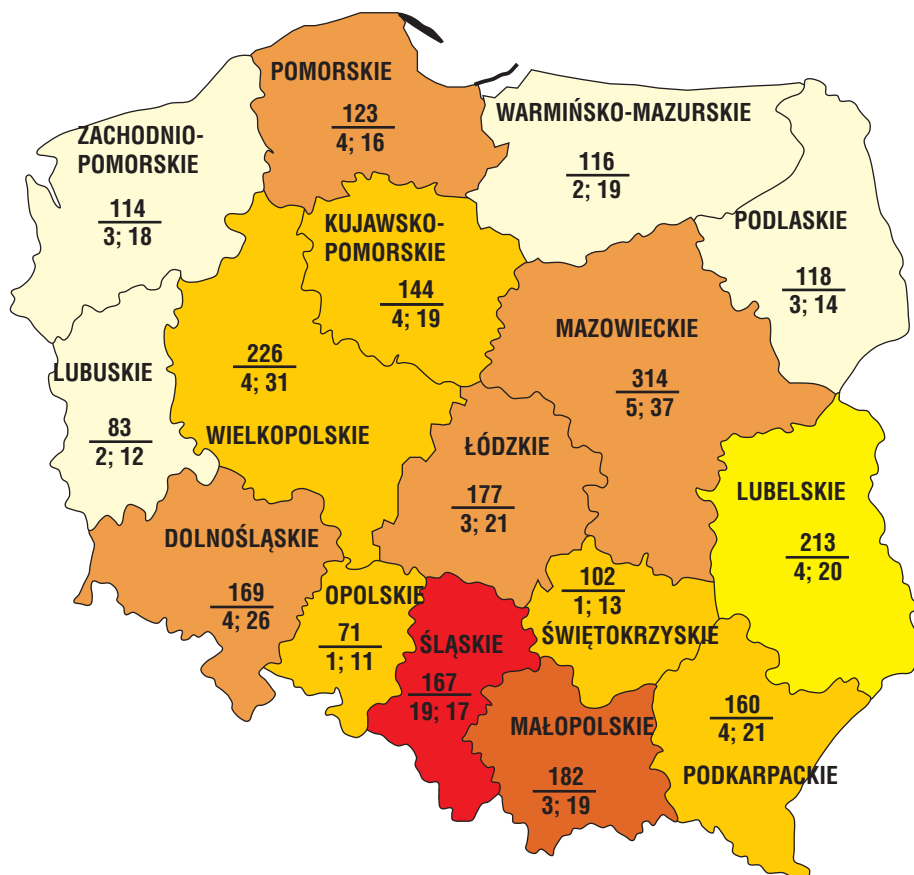 POMORSKIE
123
4; 16
WARMIŃSKO-MAZURSKIE
116
2; 19
ZACHODNIO-
POMORSKIE
114
3; 18
KUJAWSKO-
POMORSKIE
144
4; 19
PODLASKIE
118
3; 14
MAZOWIECKIE
314
5; 37
LUBUSKIE
83
2; 12
226
4; 31
WIELKOPOLSKIE
ŁÓDZKIE
177
3; 21
LUBELSKIE
213
4; 20
DOLNOŚLĄSKIE
169
4; 26
OPOLSKIE
71
1; 11
ŚLĄSKIE
167
19; 17
102
1; 13
ŚWIĘTOKRZYSKIE
MAŁOPOLSKIE
182
3; 19
160
4; 21
PODKARPACKIE